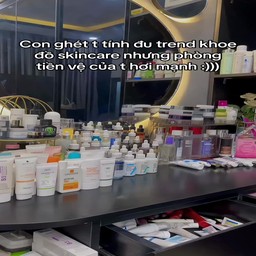 Con ghét t tính đu trend khoe
đồ skincare nhưng phòng
tiền vệ của t hơi mạnh :)))